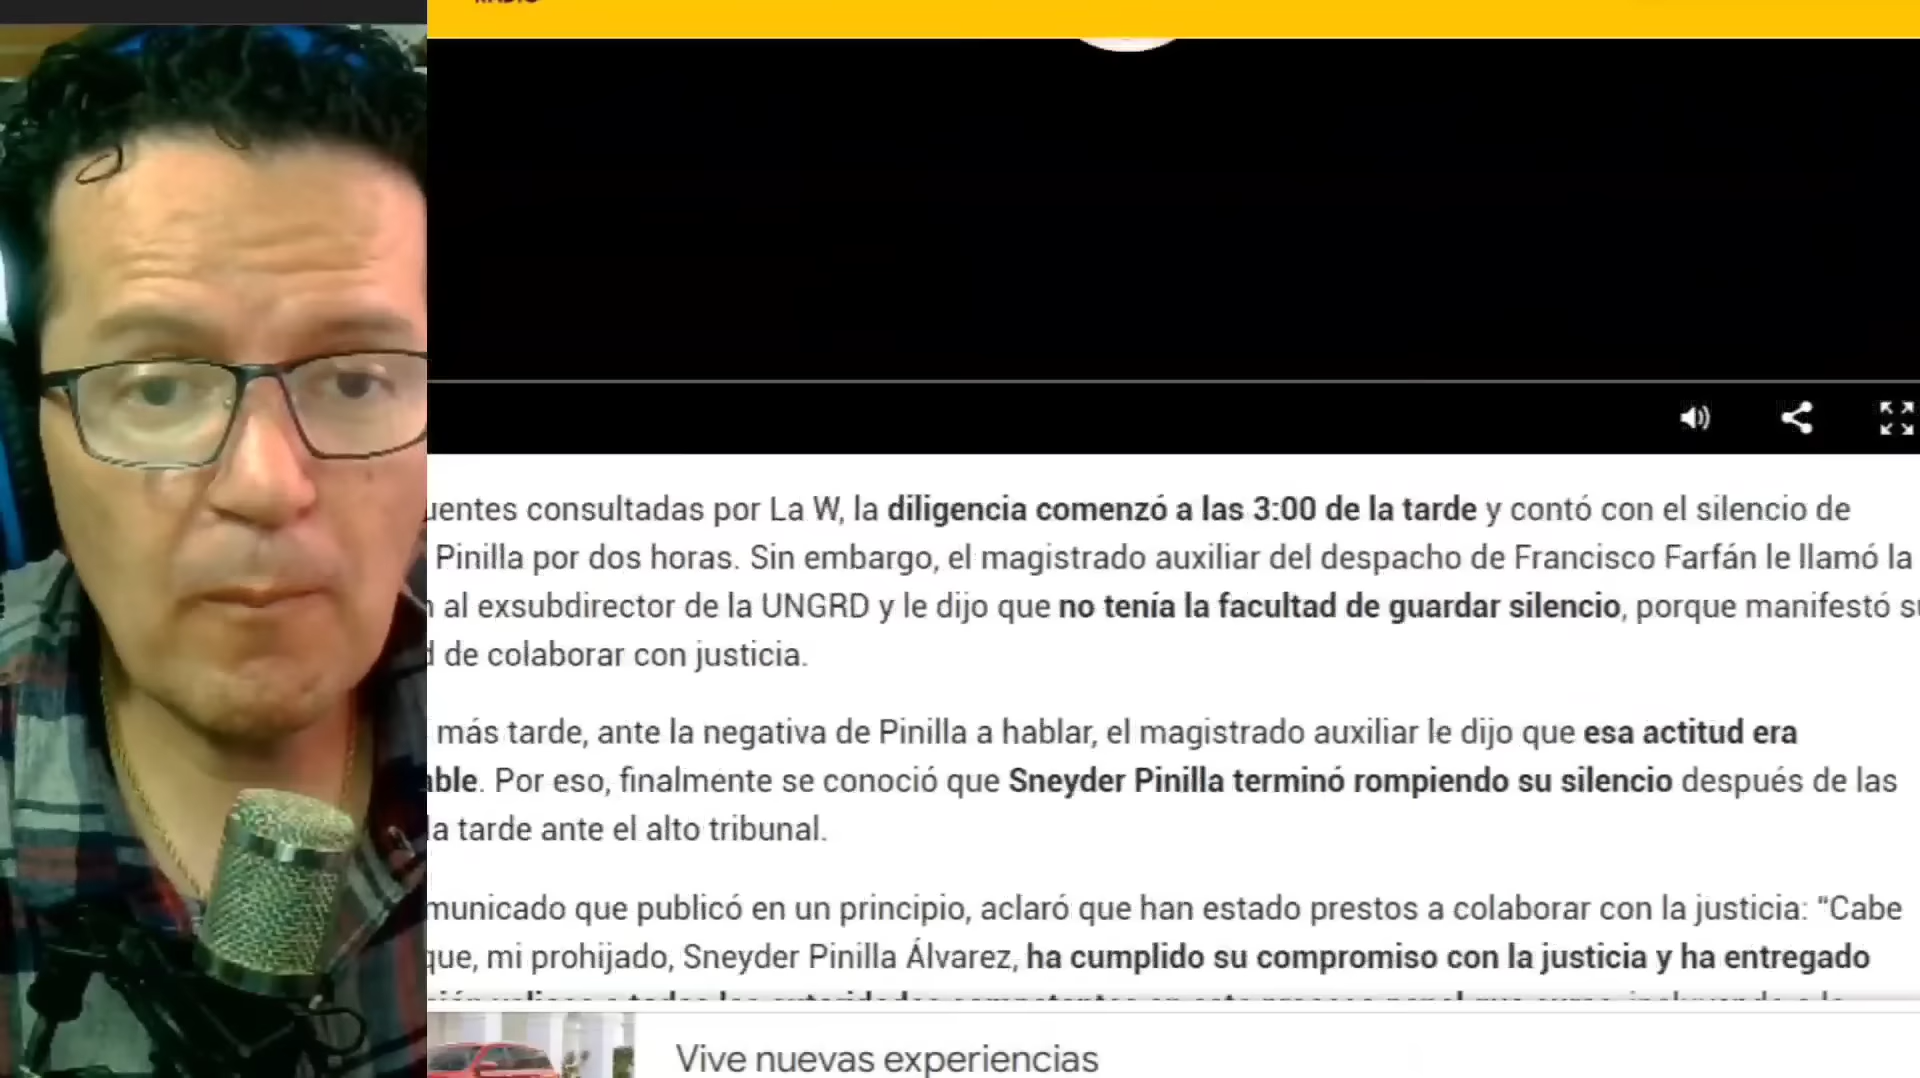 RADIO
uentes consultadas por La W, la diligencia comenzó a las 3:00 de la tarde y contó con el silencio de
Pinilla por dos horas. Sin embargo, el magistrado auxiliar del despacho de Francisco Farfán le llamó la
n al exsubdirector de la UNGRD y le dijo que no tenía la facultad de guardar silencio, porque manifestó su
d de colaborar con justicia.
más tarde, ante la negativa de Pinilla a hablar, el magistrado auxiliar le dijo que esa actitud era
able. Por eso, finalmente se conoció que Sneyder Pinilla terminó rompiendo su silencio después de las
la tarde ante el alto tribunal.
municado que publicó en un principio, aclaró que han estado prestos a colaborar con la justicia: “Cabe
que, mi prohijado, Sneyder Pinilla Álvarez, ha cumplido su compromiso con la justicia y ha entregado
Vive nuevas experiencias